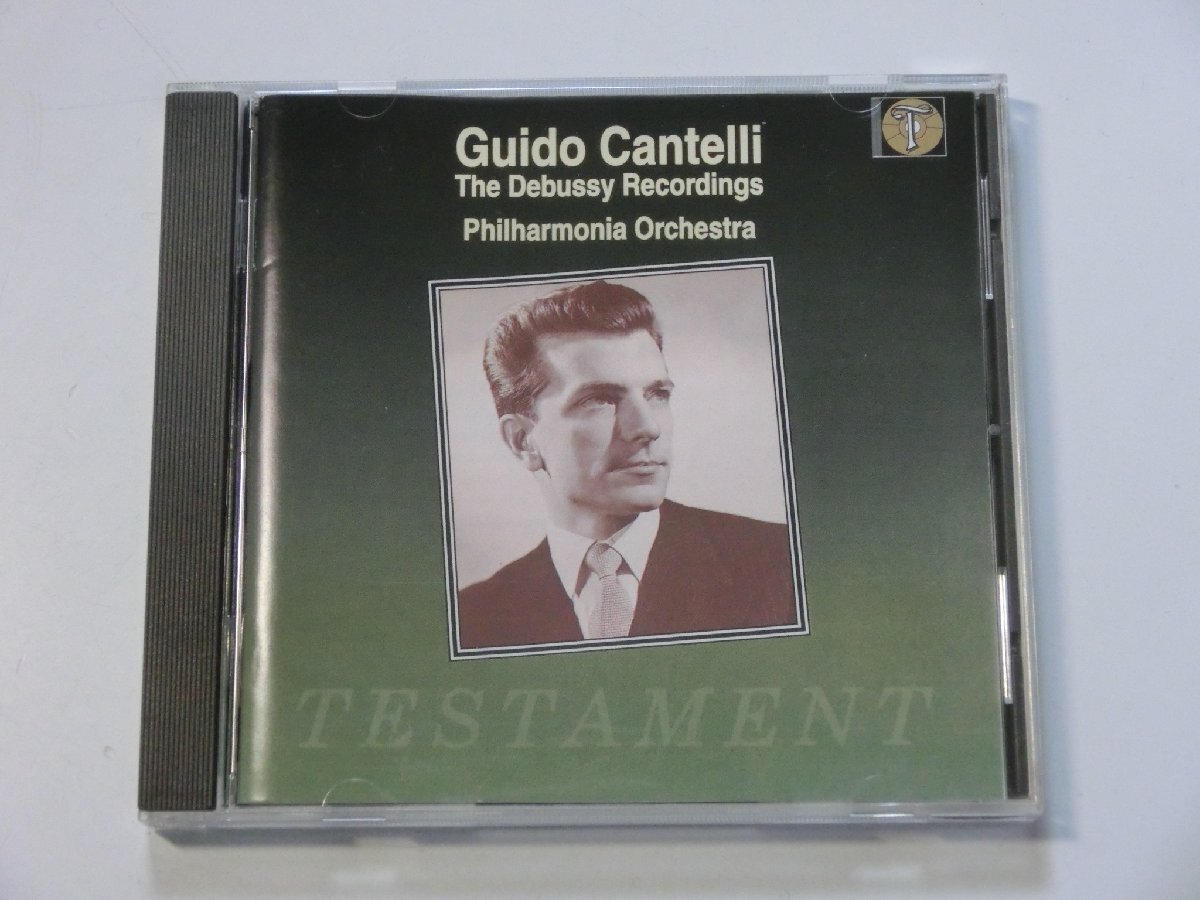 Guido Cantelli
The Debussy Recordings
Philharmonia Orchestra
T
TESTAMENT